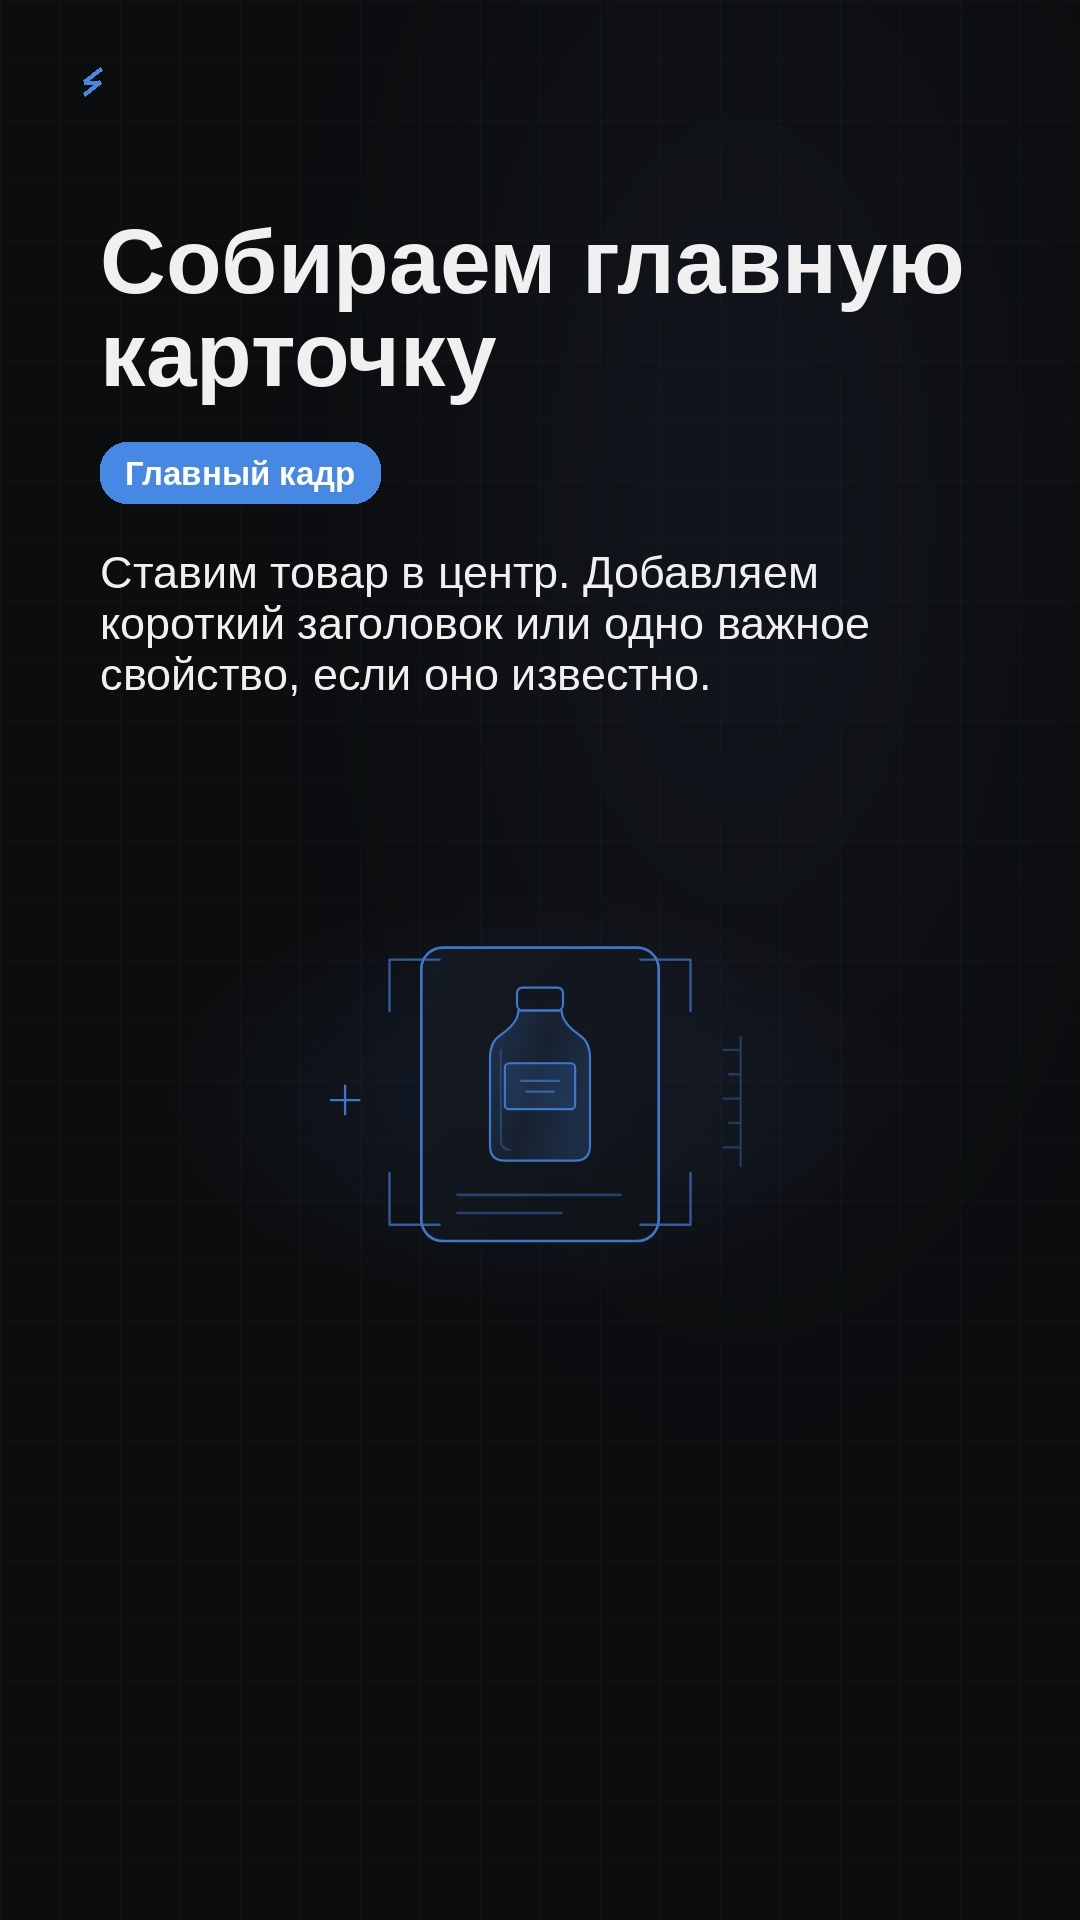 Собираем главную
карточку
Главный кадр
Ставим товар в центр. Добавляем
короткий заголовок или одно важное
свойство, если оно известно.